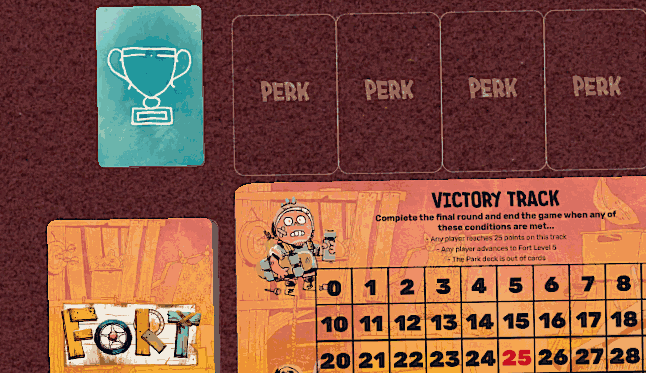 PERK PERK PERK PERK
VICTORY TRACK
Complete the final round and end the game when any of
these conditions are met...
- Any player reaches 25 points on this track
- Any player advances to Fort Level 5
- The Park deck is out of cards
FORT
0 1 2 3 4 5 6 7 8
10 11 12 13 14 15 16 17 18
20 21 22 23 24 25 26 27 28